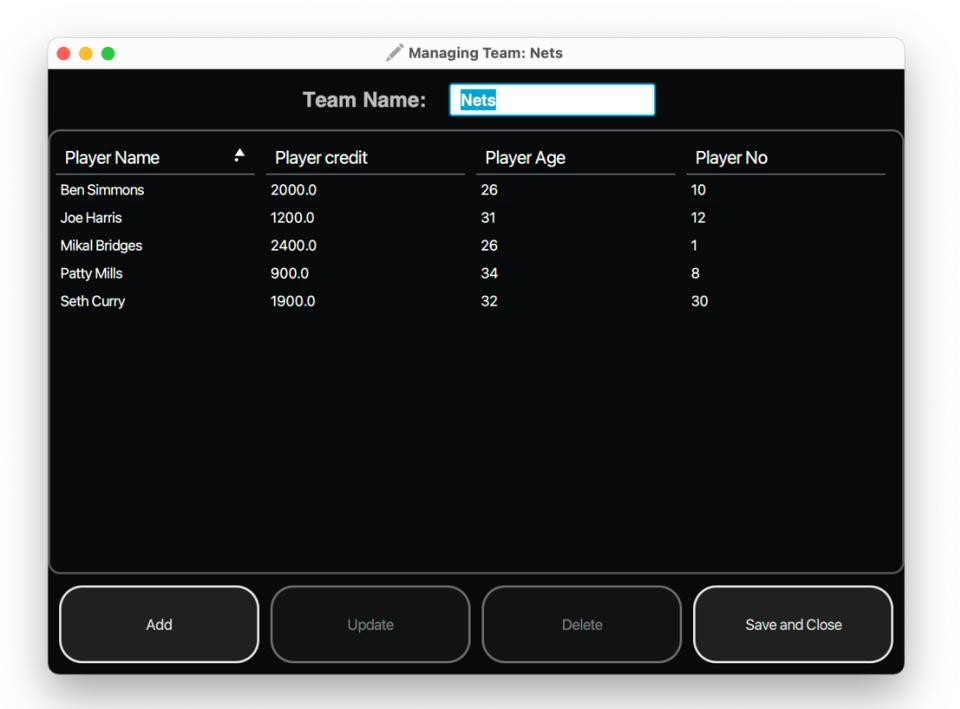 Managing Team: Nets
Team Name: Nets
Player Name Player credit Player Age Player No
Ben Simmons 2000.0 26 10
Joe Harris 1200.0 31 12
Mikal Bridges 2400.0 26 1
Patty Mills 900.0 34 8
Seth Curry 1900.0 32 30
Add Update Delete Save and Close